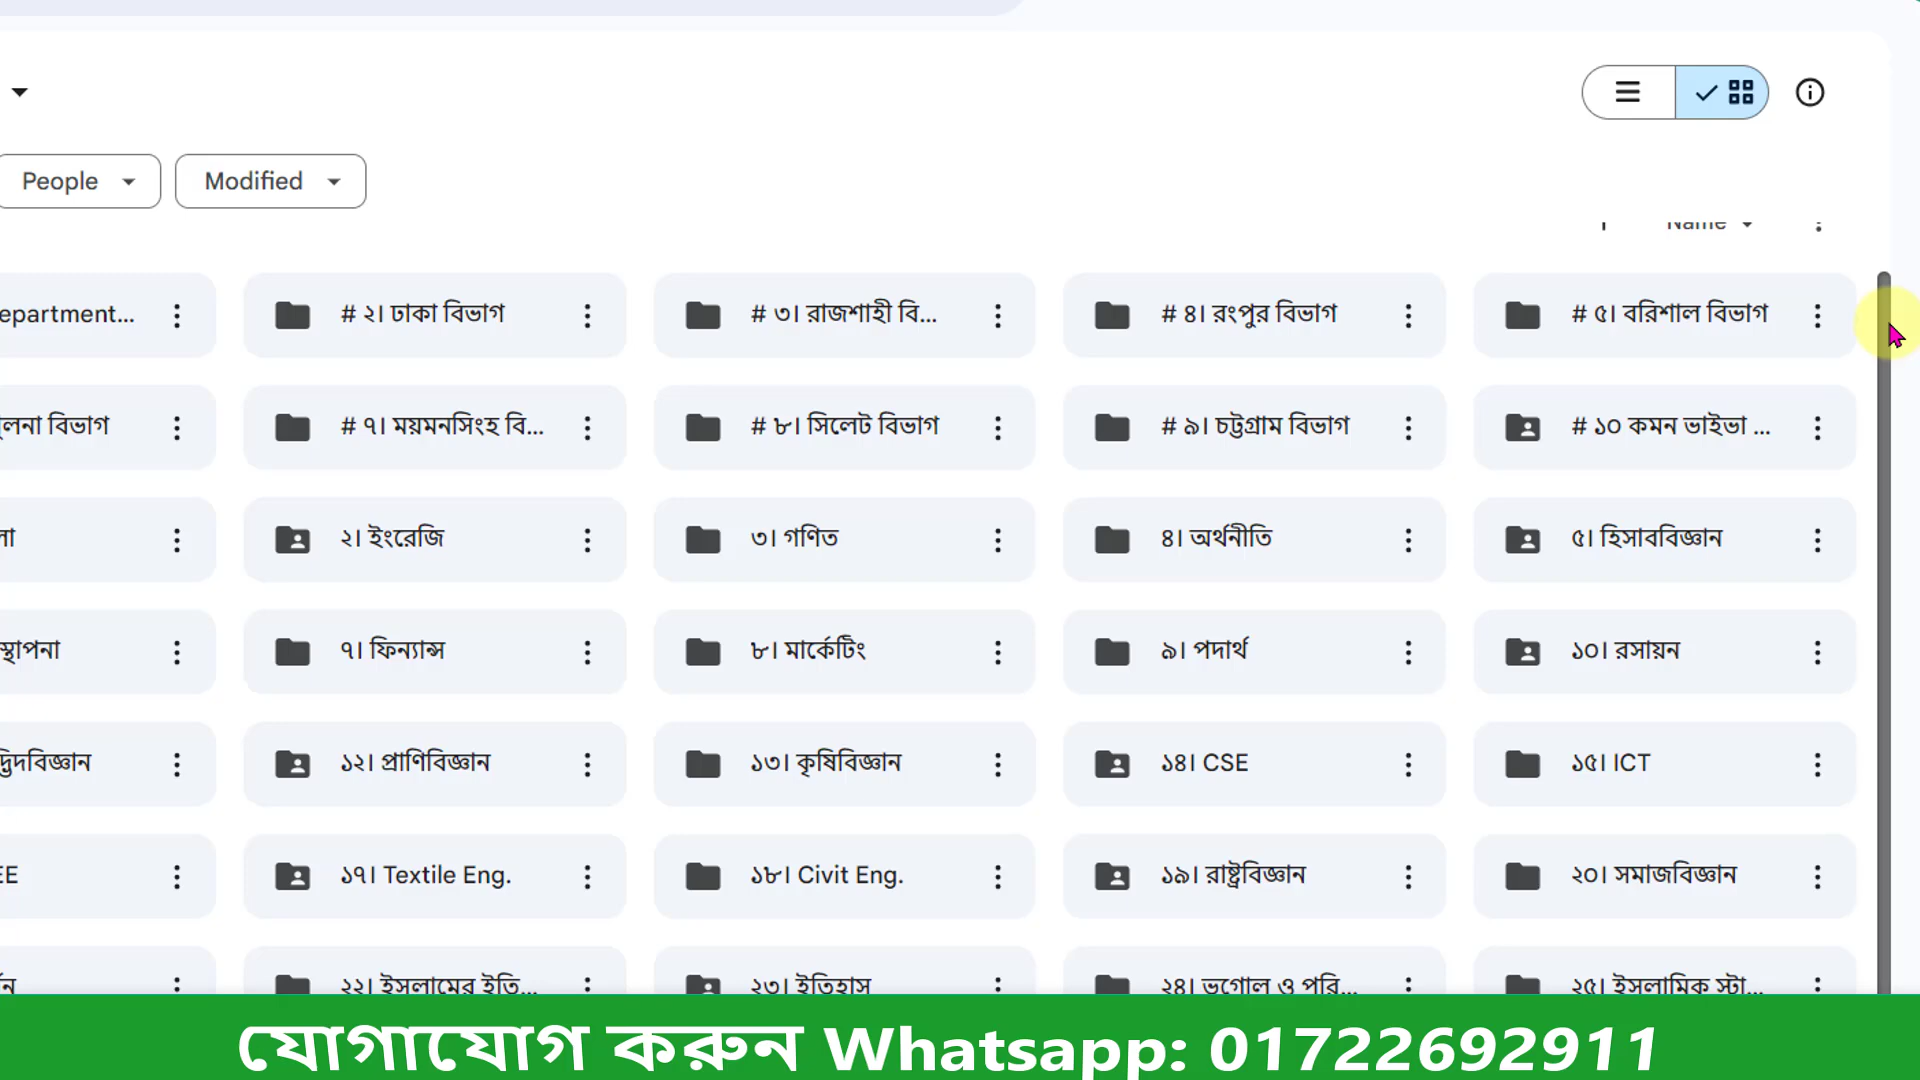 People
Modified
Name
epartment...
# ২। ঢাকা বিভাগ
# ৩। রাজশাহী বি...
# ৪। রংপুর বিভাগ
# ৫। বরিশাল বিভাগ
লনা বিভাগ
# ৭। ময়মনসিংহ বি...
# ৮। সিলেট বিভাগ
# ৯। চট্টগ্রাম বিভাগ
# ১০ কমন ভাইভা ...
২। ইংরেজি
৩। গণিত
৪। অর্থনীতি
৫। হিসাববিজ্ঞান
স্থাপনা
৭। ফিন্যান্স
৮। মার্কেটিং
৯। পদার্থ
১০। রসায়ন
দ্ভিদবিজ্ঞান
১২। প্রাণিবিজ্ঞান
১৩। কৃষিবিজ্ঞান
১৪। CSE
১৫। ICT
EE
১৭। Textile Eng.
১৮। Civit Eng.
১৯। রাষ্ট্রবিজ্ঞান
২০। সমাজবিজ্ঞান
২২। ইসলামের ইতি...
২৩। ইতিহাস
২৪। ভূগোল ও পরি...
২৫। ইসলামিক স্টা...
যোগাযোগ করুন Whatsapp: 01722692911